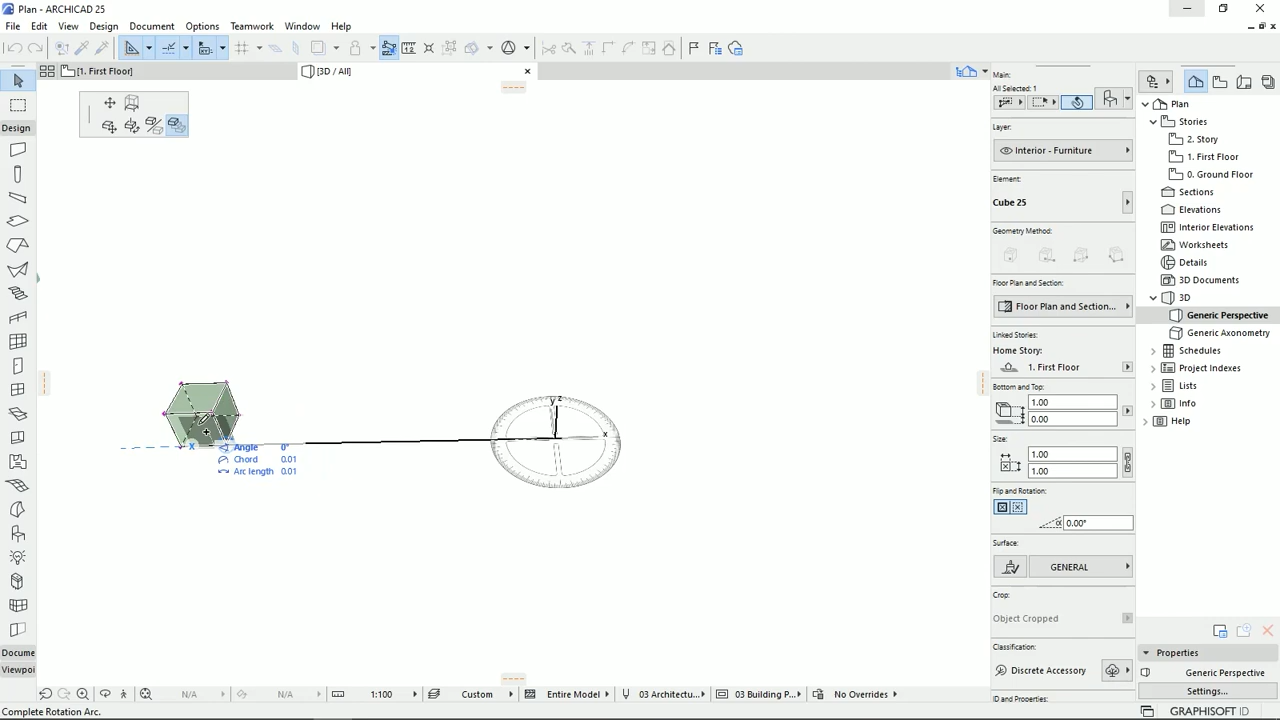 Plan - ARCHICAD 25
File Edit View Design Document Options Teamwork Window Help
[1. First Floor]
[3D / All]
Main:
All Selected: 1
Design
Layer:
Interior - Furniture
Element:
Cube 25
Geometry Method:
Floor Plan and Section:
Floor Plan and Section...
Linked Stories:
Home Story:
1. First Floor
Bottom and Top:
1.00
0.00
Size:
1.00
1.00
Flip and Rotation:
α 0.00°
Surface:
GENERAL
Crop:
Object Cropped
Classification:
Discrete Accessory
ID and Properties:
Plan
Stories
2. Story
1. First Floor
0. Ground Floor
Sections
Elevations
Interior Elevations
Worksheets
Details
3D Documents
3D
Generic Perspective
Generic Axonometry
Schedules
Project Indexes
Lists
Info
Help
Properties
Generic Perspective
Settings...
GRAPHISOFT ID
y z
x
X
Angle 0°
Chord 0.01
Arc length 0.01
Docume
Viewpoi
N/A
N/A
1:100
Custom
Entire Model
03 Architectu...
03 Building P...
No Overrides
Complete Rotation Arc.